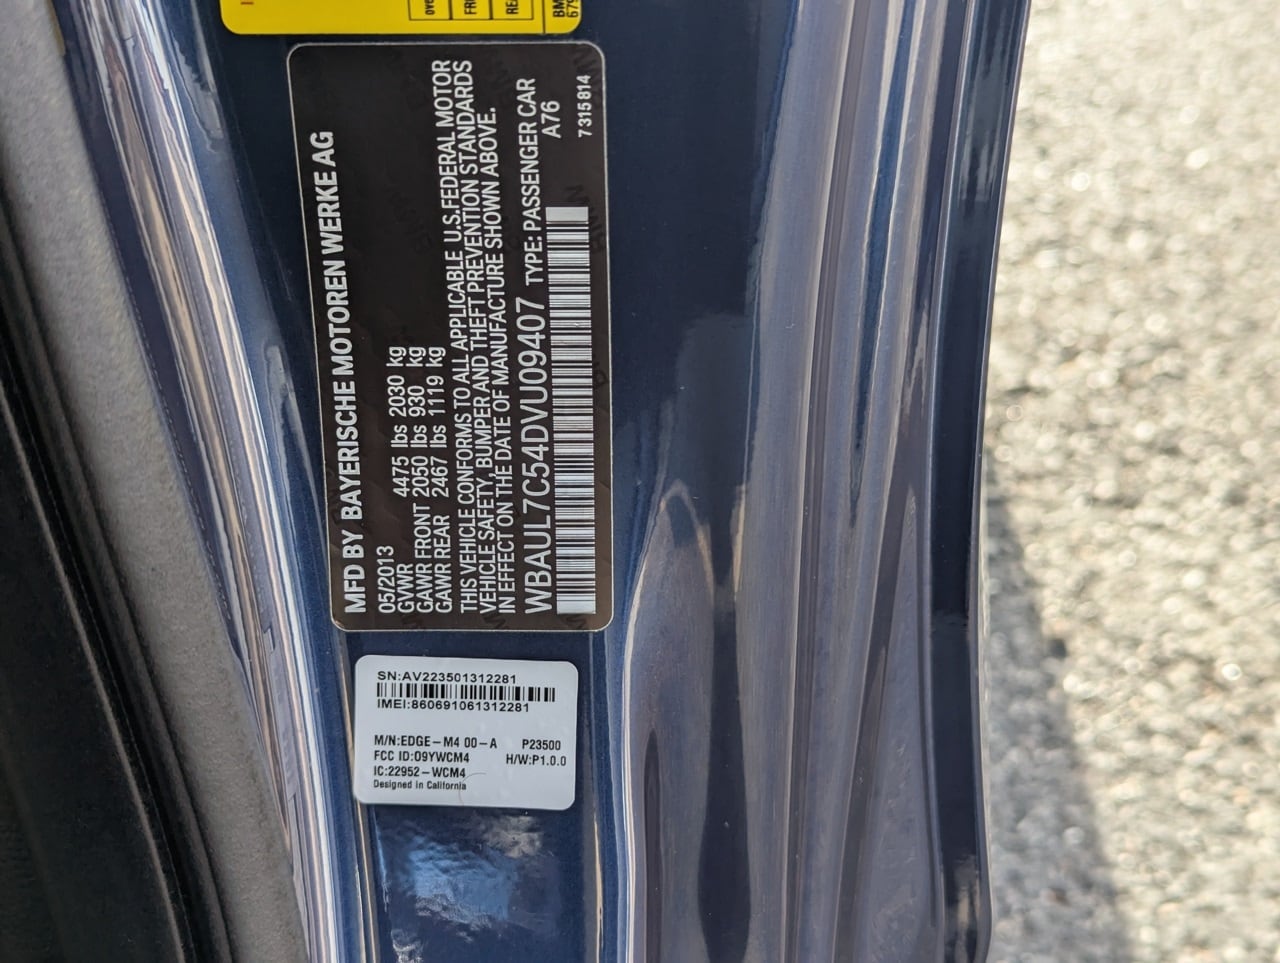 MFD BY BAYERISCHE MOTOREN WERKE AG
05/2013
GVWR 4475 lbs 2030 kg
GAWR FRONT 2050 lbs 930 kg
GAWR REAR 2467 lbs 1119 kg
THIS VEHICLE CONFORMS TO ALL APPLICABLE U.S.FEDERAL MOTOR
VEHICLE SAFETY, BUMPER AND THEFT PREVENTION STANDARDS
IN EFFECT ON THE DATE OF MANUFACTURE SHOWN ABOVE.
WBAUL7C54DVU09407 TYPE: PASSENGER CAR
A76
7315814
SN:AV223501312281
IMEI:860691061312281
M/N:EDGE-M4 00-A P23500
FCC ID:O9YWCM4 H/W:P1.0.0
IC:22952-WCM4
Designed in California